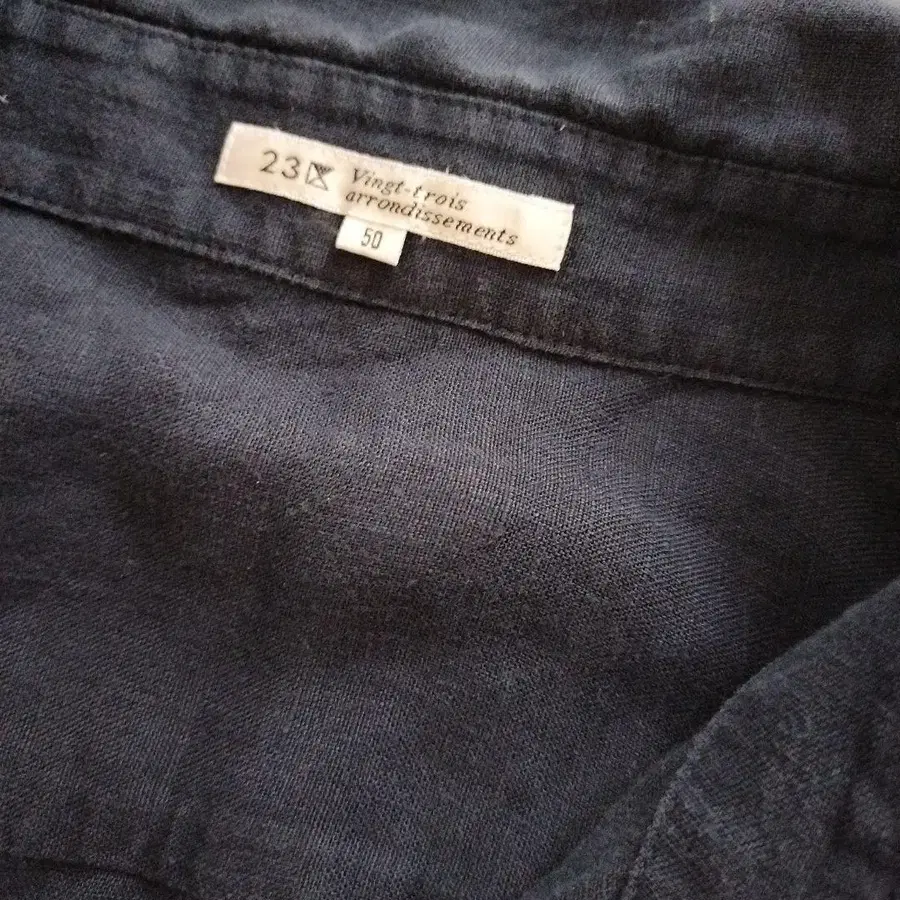 23
Vingt-trois
arrondissements
50